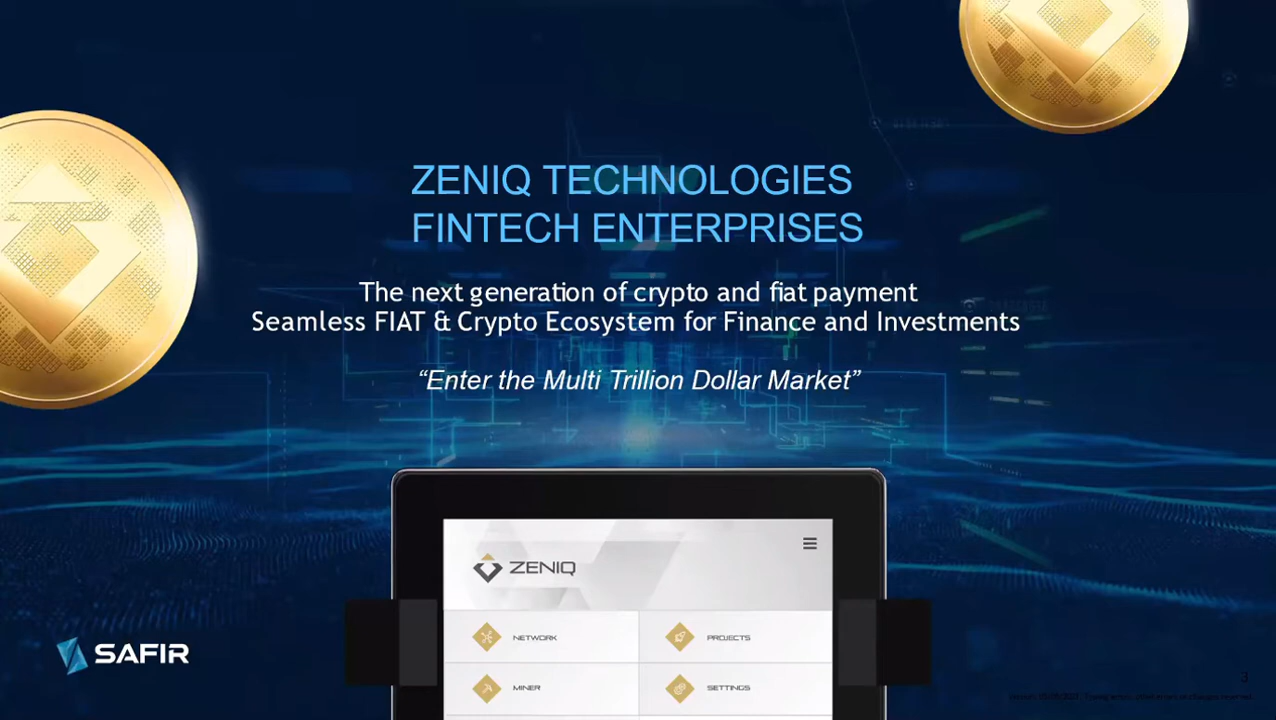 ZENIQ TECHNOLOGIES
FINTECH ENTERPRISES
The next generation of crypto and fiat payment
Seamless FIAT & Crypto Ecosystem for Finance and Investments
“Enter the Multi Trillion Dollar Market”
ZENIQ
NETWORK
PROJECTS
MINER
SETTINGS
SAFIR
3